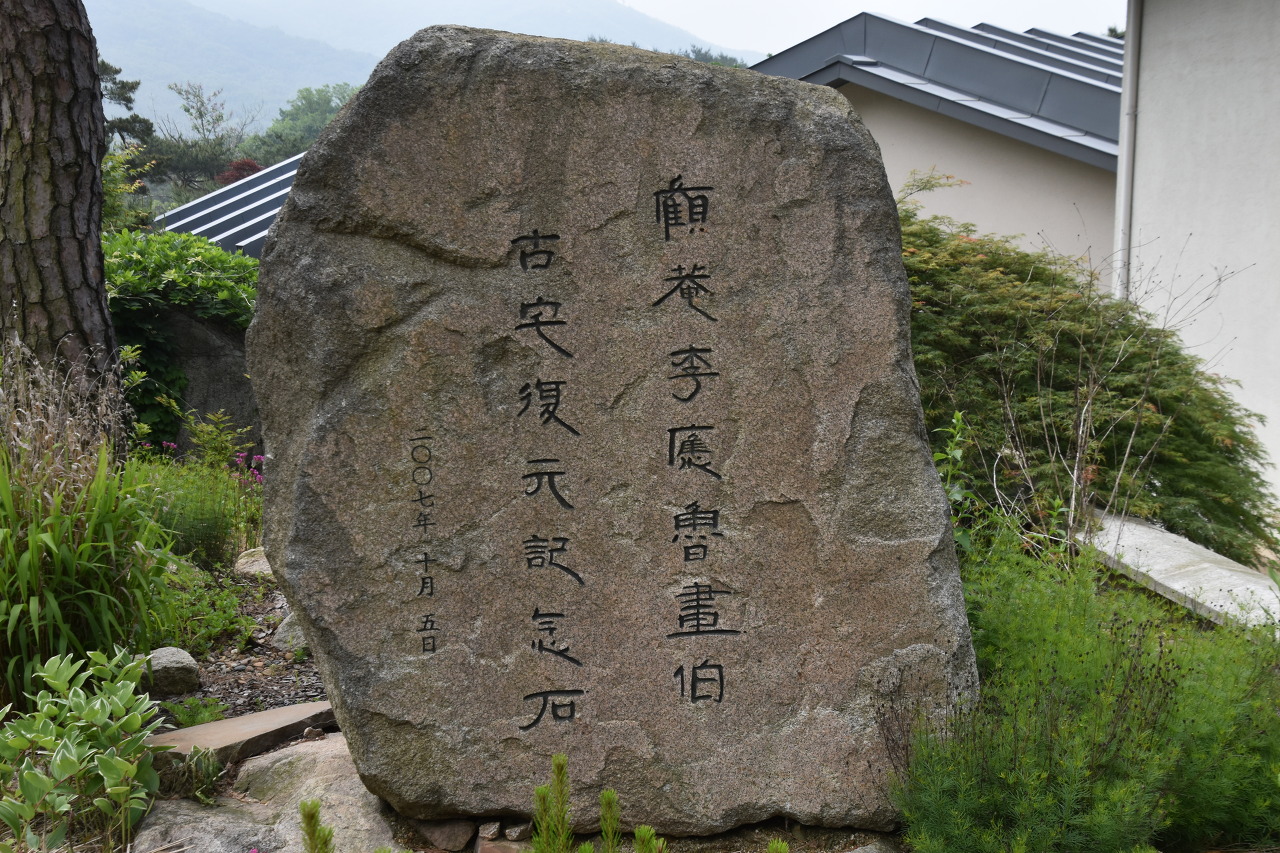 顧菴李應魯畫伯
古宅復元記念石
二〇〇七年 十月 五日